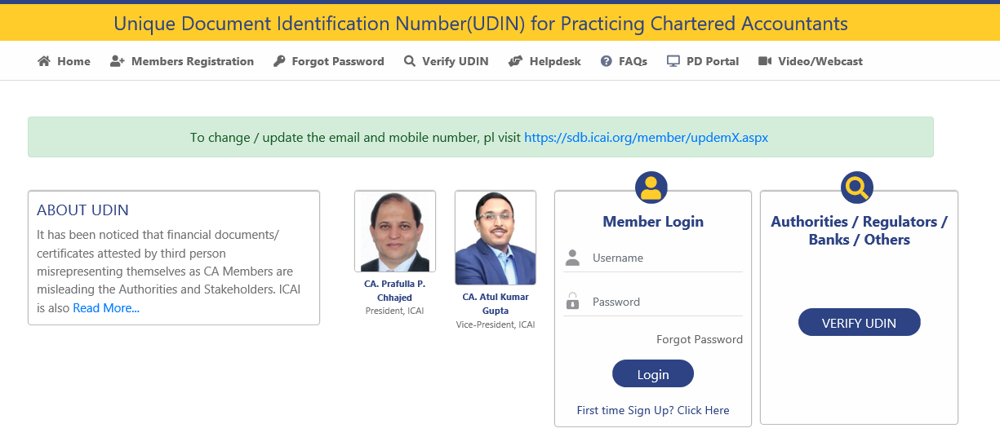 Unique Document Identification Number(UDIN) for Practicing Chartered Accountants
Home Members Registration Forgot Password Verify UDIN Helpdesk FAQs PD Portal Video/Webcast
To change / update the email and mobile number, pl visit https://sdb.icai.org/member/updemX.aspx
ABOUT UDIN
It has been noticed that financial documents/
certificates attested by third person
misrepresenting themselves as CA Members are
misleading the Authorities and Stakeholders. ICAI
is also Read More...
CA. Prafulla P.
Chhajed
President, ICAI
CA. Atul Kumar
Gupta
Vice-President, ICAI
Member Login
Username
Password
Forgot Password
Login
First time Sign Up? Click Here
Authorities / Regulators /
Banks / Others
VERIFY UDIN